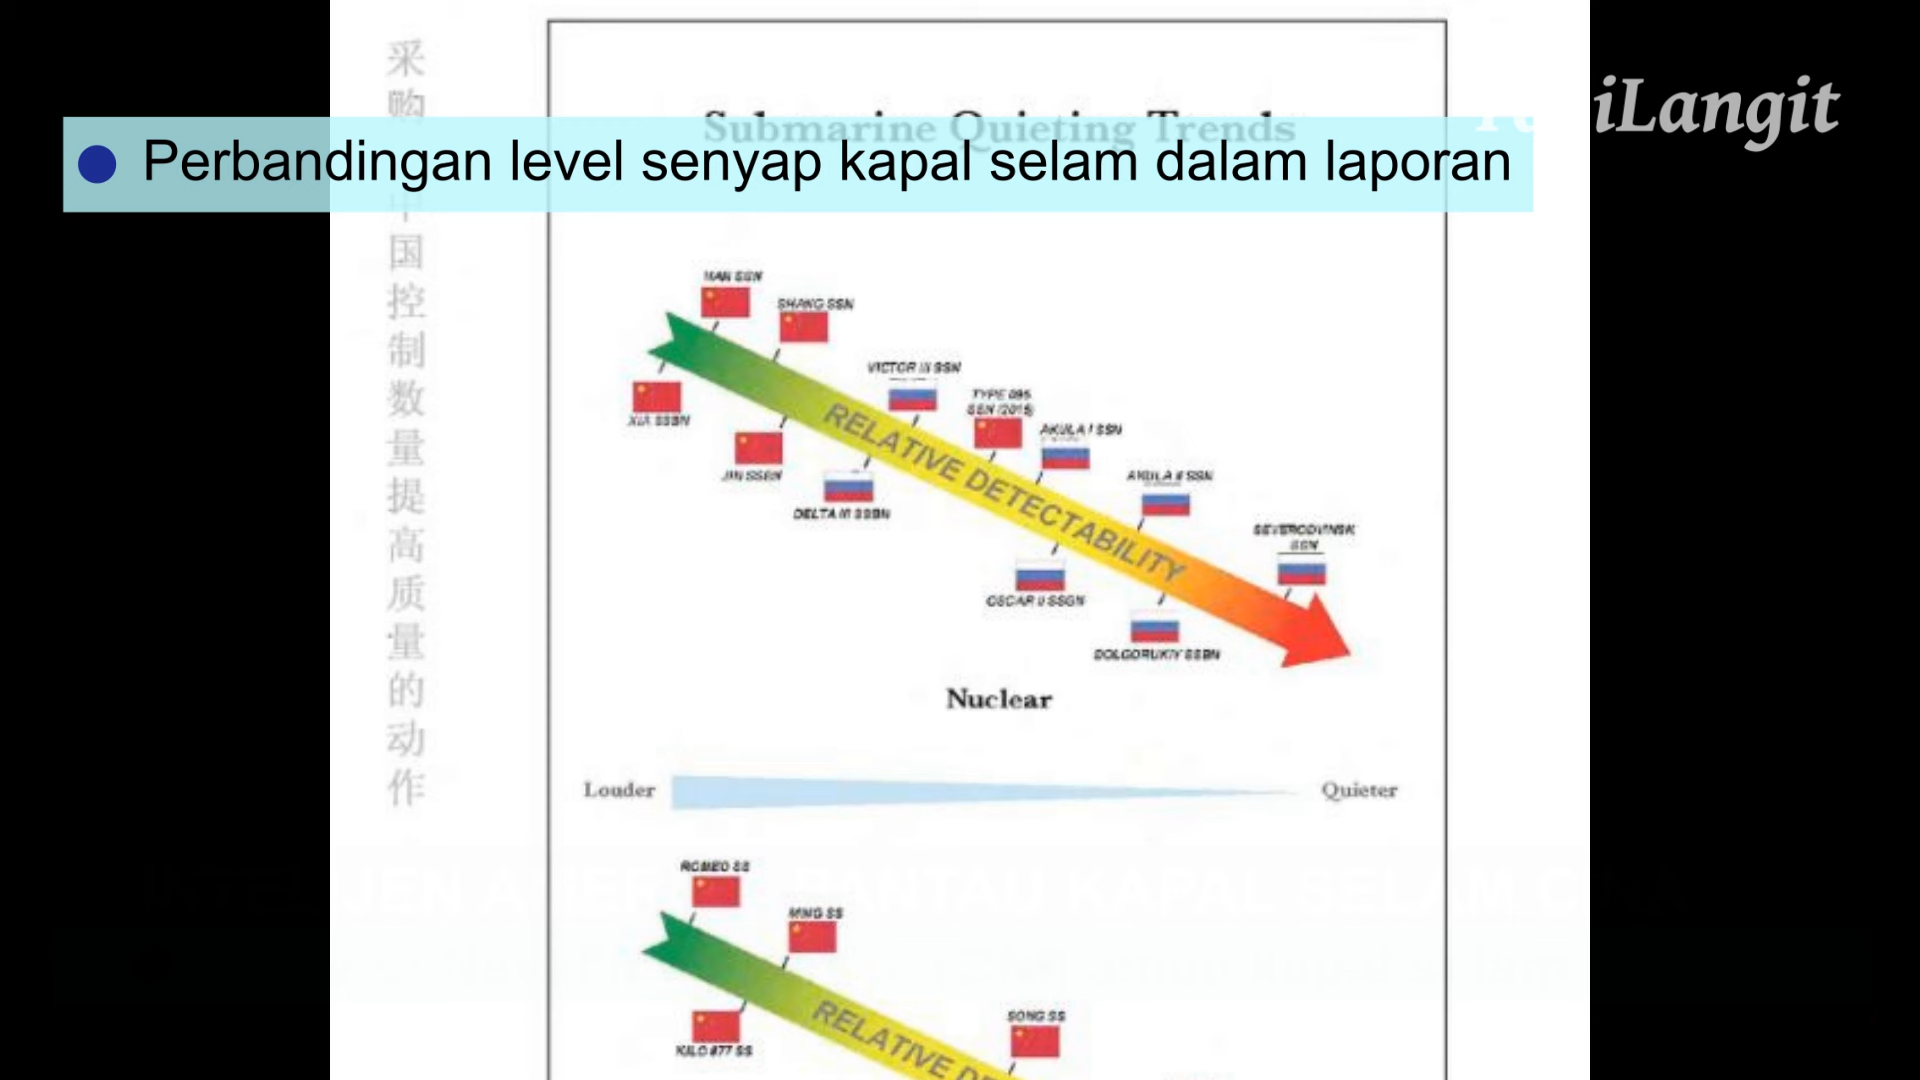 采
购
中
国
控
制
数
量
提
高
质
量
的
动
作
Submarine Quieting Trends
iLangit
Perbandingan level senyap kapal selam dalam laporan
HAN SSN
SHANG SSN
XIA SSBN
VICTOR III SSN
TYPE 095
SSN (2015)
AKULA I SSN
JIN SSBN
DELTA III SSBN
AKULA II SSN
SEVERODVINSK
SSN
OSCAR II SSGN
DOLGORUKIY SSBN
RELATIVE DETECTABILITY
Nuclear
Louder
Quieter
ROMEO SS
MING SS
KILO 877 SS
SONG SS
RELATIVE DE